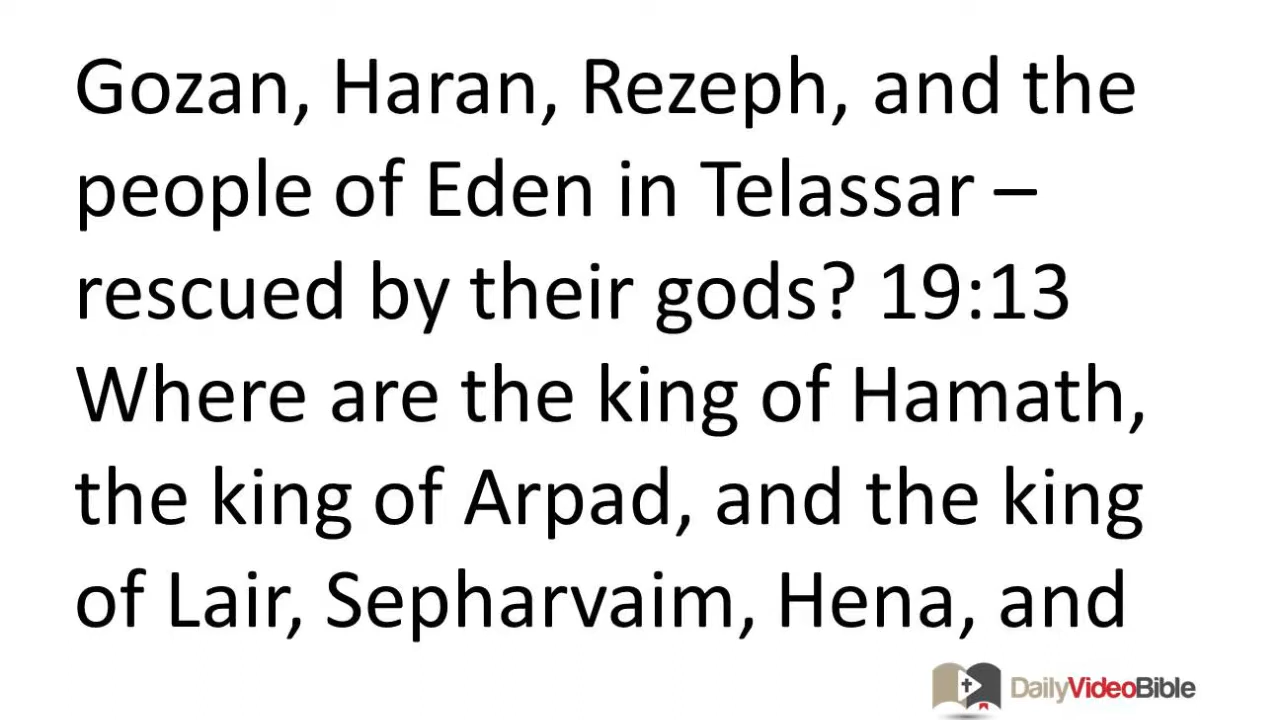 Gozan, Haran, Rezeph, and the
people of Eden in Telassar –
rescued by their gods? 19:13
Where are the king of Hamath,
the king of Arpad, and the king
of Lair, Sepharvaim, Hena, and
DailyVideoBible